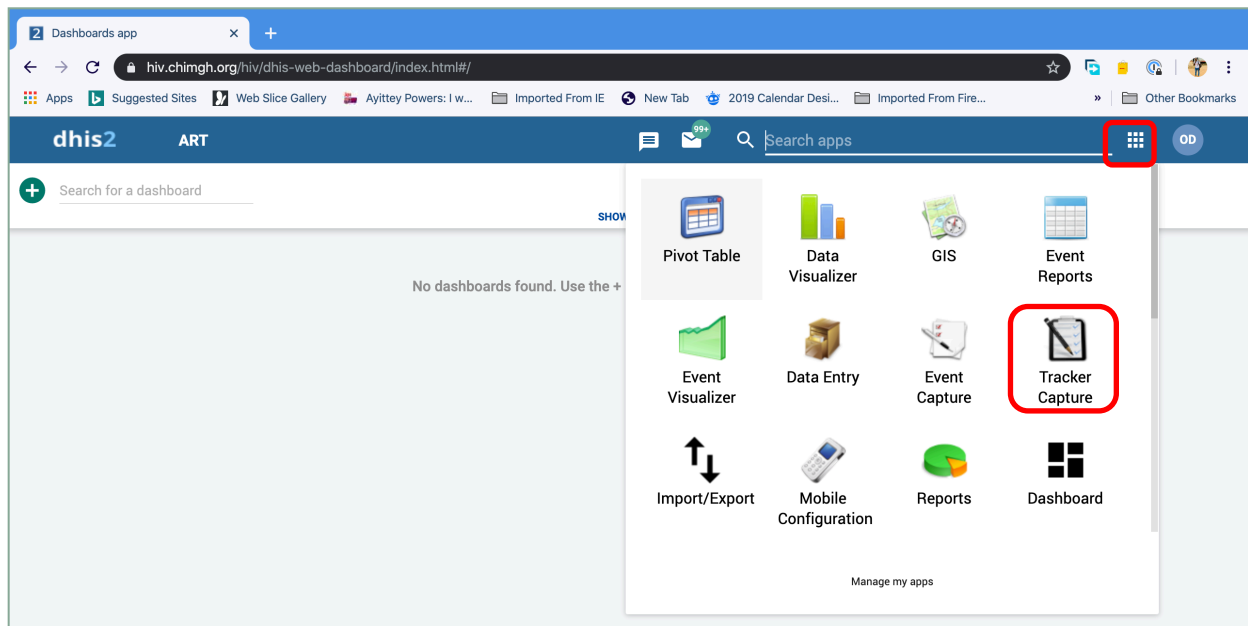 2 Dashboards app
hiv.chimgh.org/hiv/dhis-web-dashboard/index.html#/
Apps Suggested Sites Web Slice Gallery Ayittey Powers: I w... Imported From IE New Tab 2019 Calendar Desi... Imported From Fire... » Other Bookmarks
dhis2 ART 99+ Search apps OD
Search for a dashboard
SHOW
No dashboards found. Use the +
Pivot Table
Data
Visualizer
GIS
Event
Reports
Event
Visualizer
Data Entry
Event
Capture
Tracker
Capture
Import/Export
Mobile
Configuration
Reports
Dashboard
Manage my apps